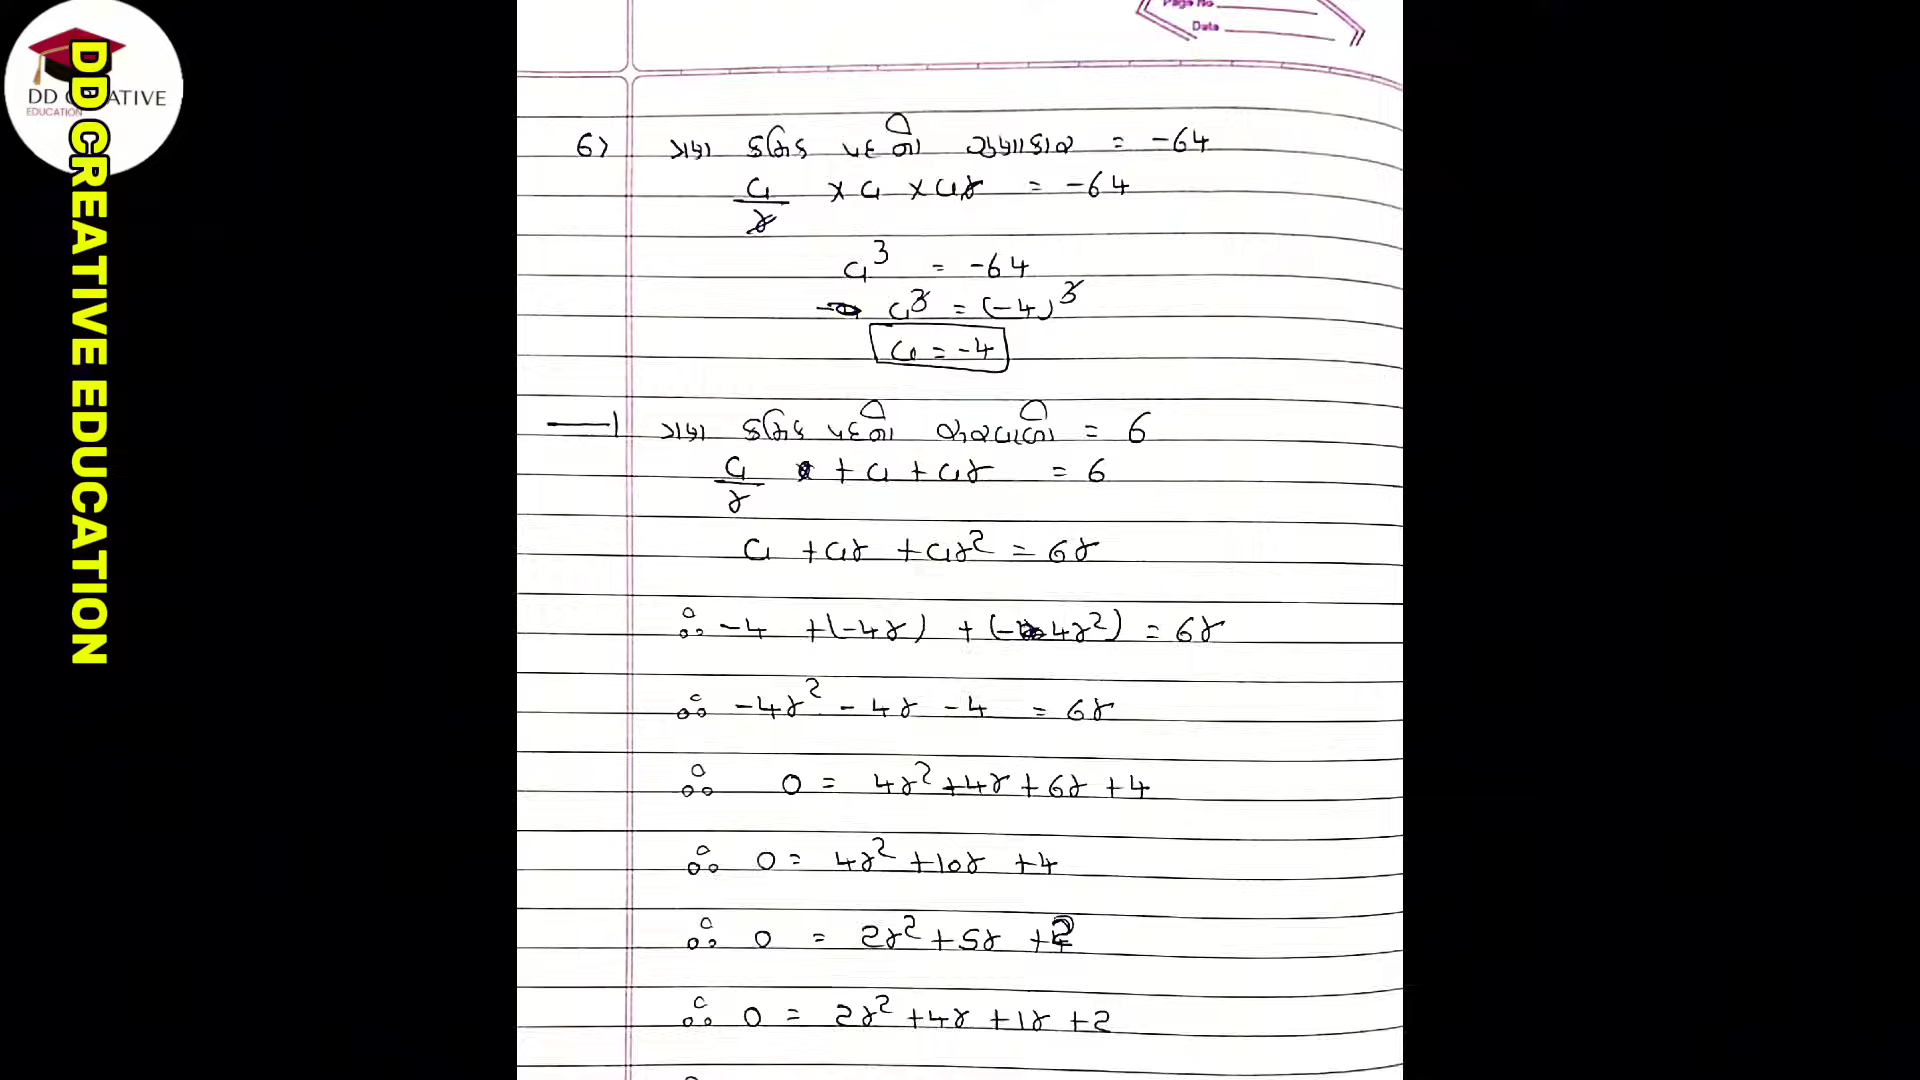 Page No
Date
DD CREATIVE
EDUCATION
DD CREATIVE EDUCATION
6) ત્રણ ક્રમિક પદનો ગુણાકાર = -64
a/r × a × ar = -64
a³ = -64
a³ = (-4)³
a = -4
ત્રણ ક્રમિક પદનો સરવાળો = 6
a/r + a + ar = 6
a + ar + ar² = 6r
∴ -4 + (-4r) + (-4r²) = 6r
∴ -4r² - 4r - 4 = 6r
∴ 0 = 4r² + 4r + 6r + 4
∴ 0 = 4r² + 10r + 4
∴ 0 = 2r² + 5r + 2
∴ 0 = 2r² + 4r + 1r + 2